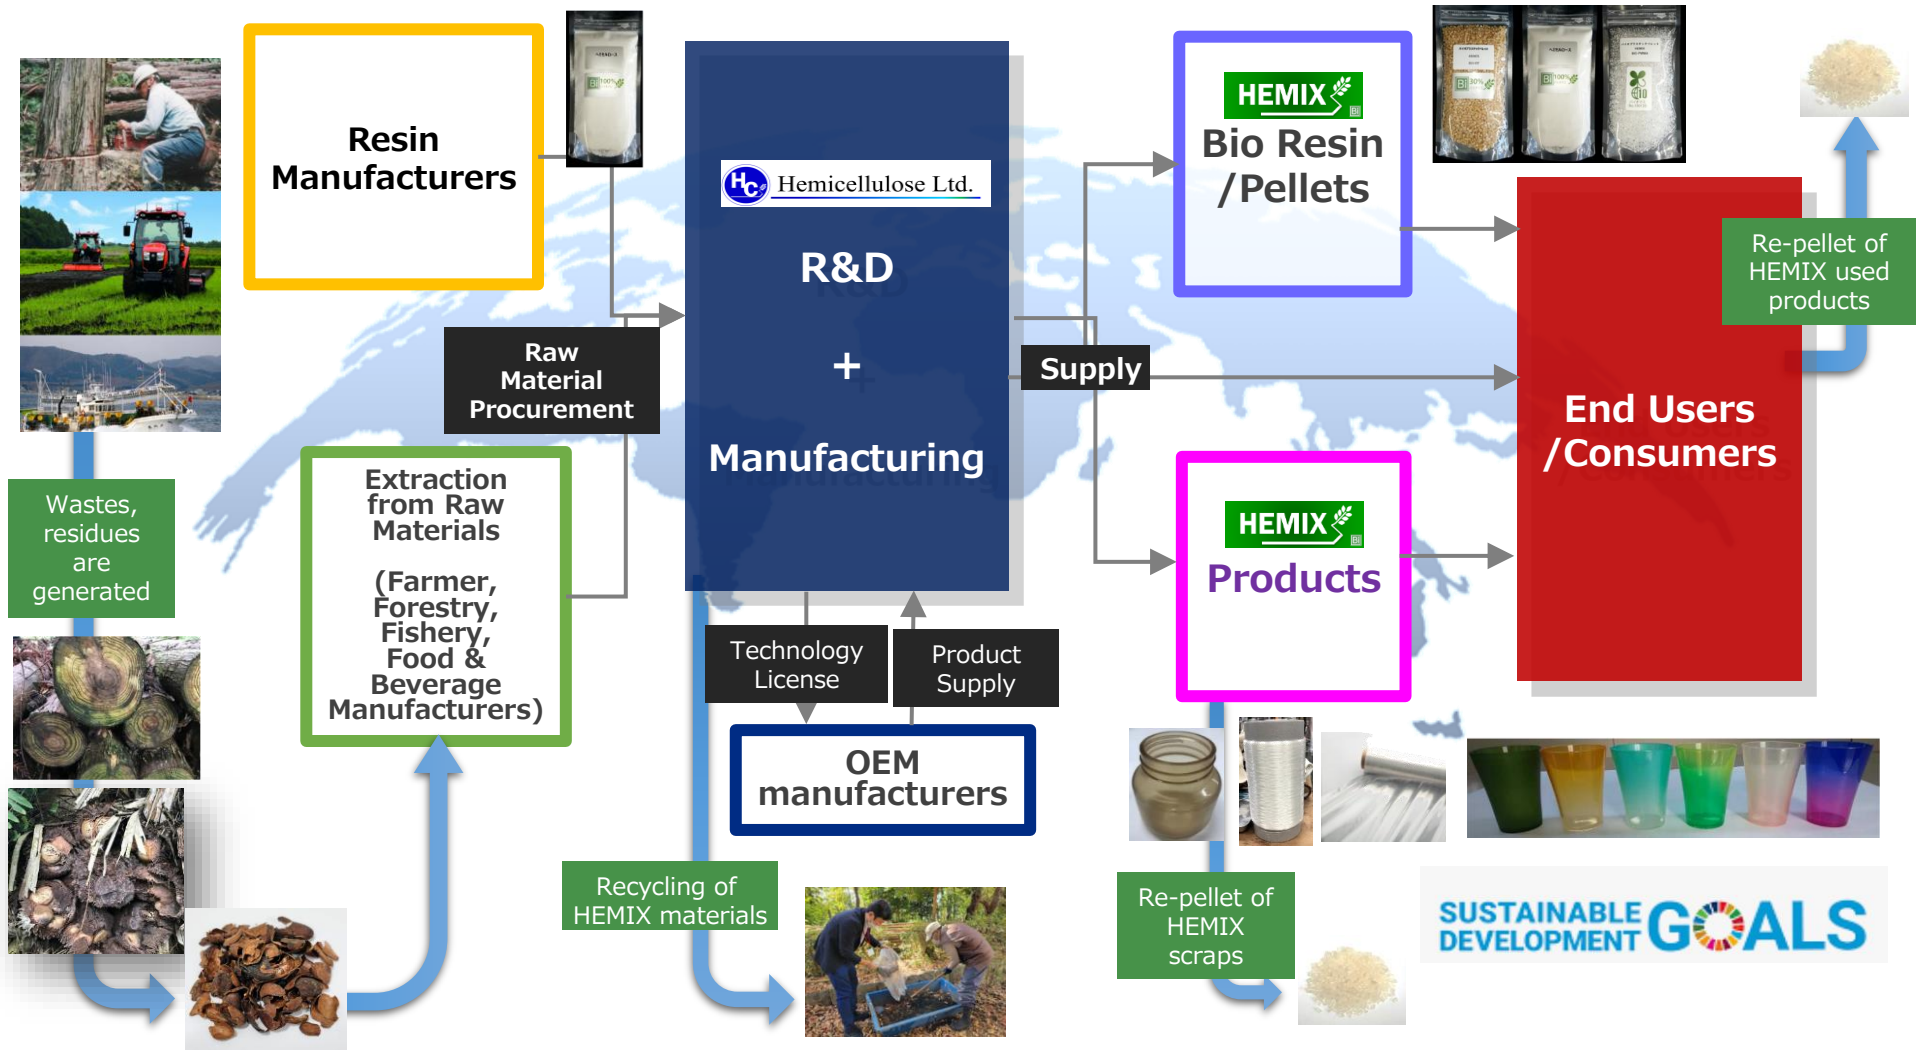 Resin
Manufacturers
Raw
Material
Procurement
Wastes,
residues
are
generated
Extraction
from Raw
Materials
(Farmer,
Forestry,
Fishery,
Food &
Beverage
Manufacturers)
HC Hemicellulose Ltd.
R&D
+
Manufacturing
Technology
License
Product
Supply
OEM
manufacturers
Recycling of
HEMIX materials
Supply
HEMIX
Bio Resin
/Pellets
HEMIX
Products
Re-pellet of
HEMIX
scraps
End Users
/Consumers
Re-pellet of
HEMIX used
products
SUSTAINABLE
DEVELOPMENT
GOALS